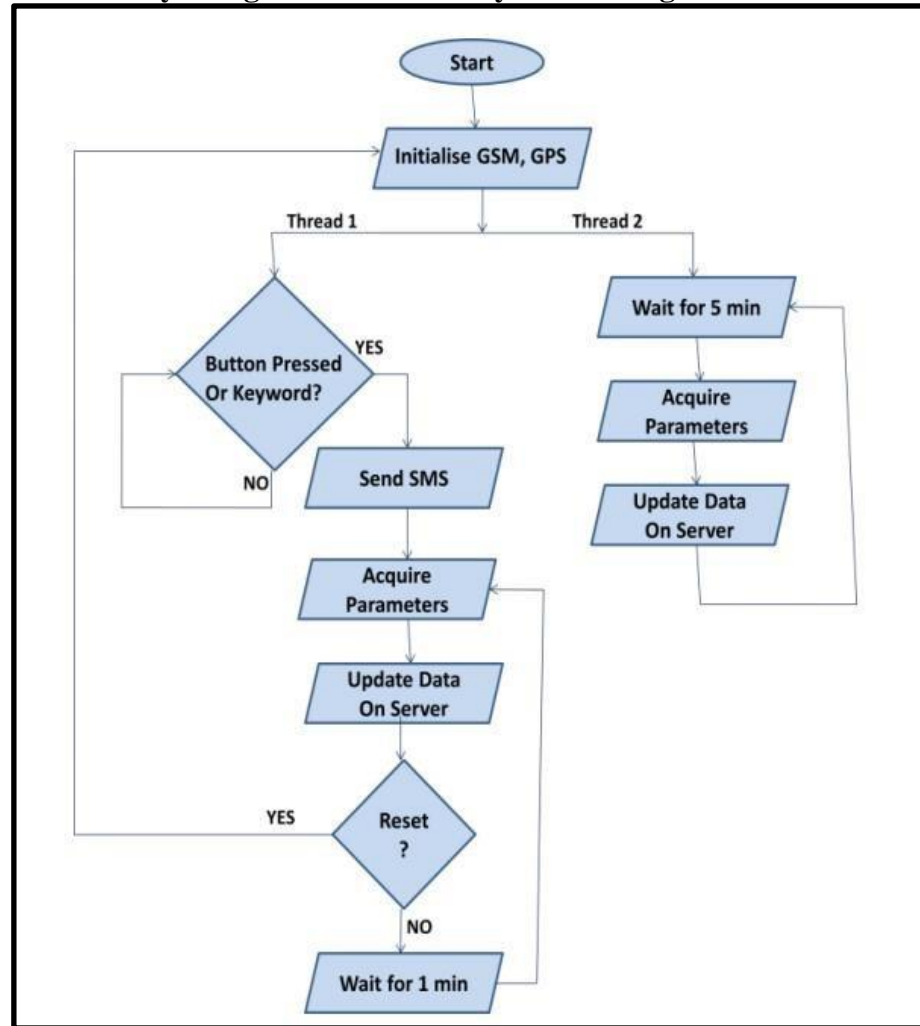 Start
Initialise GSM, GPS
Thread 1
Thread 2
Button Pressed
Or Keyword?
YES
NO
Send SMS
Acquire
Parameters
Update Data
On Server
Reset
?
YES
NO
Wait for 1 min
Wait for 5 min
Acquire
Parameters
Update Data
On Server